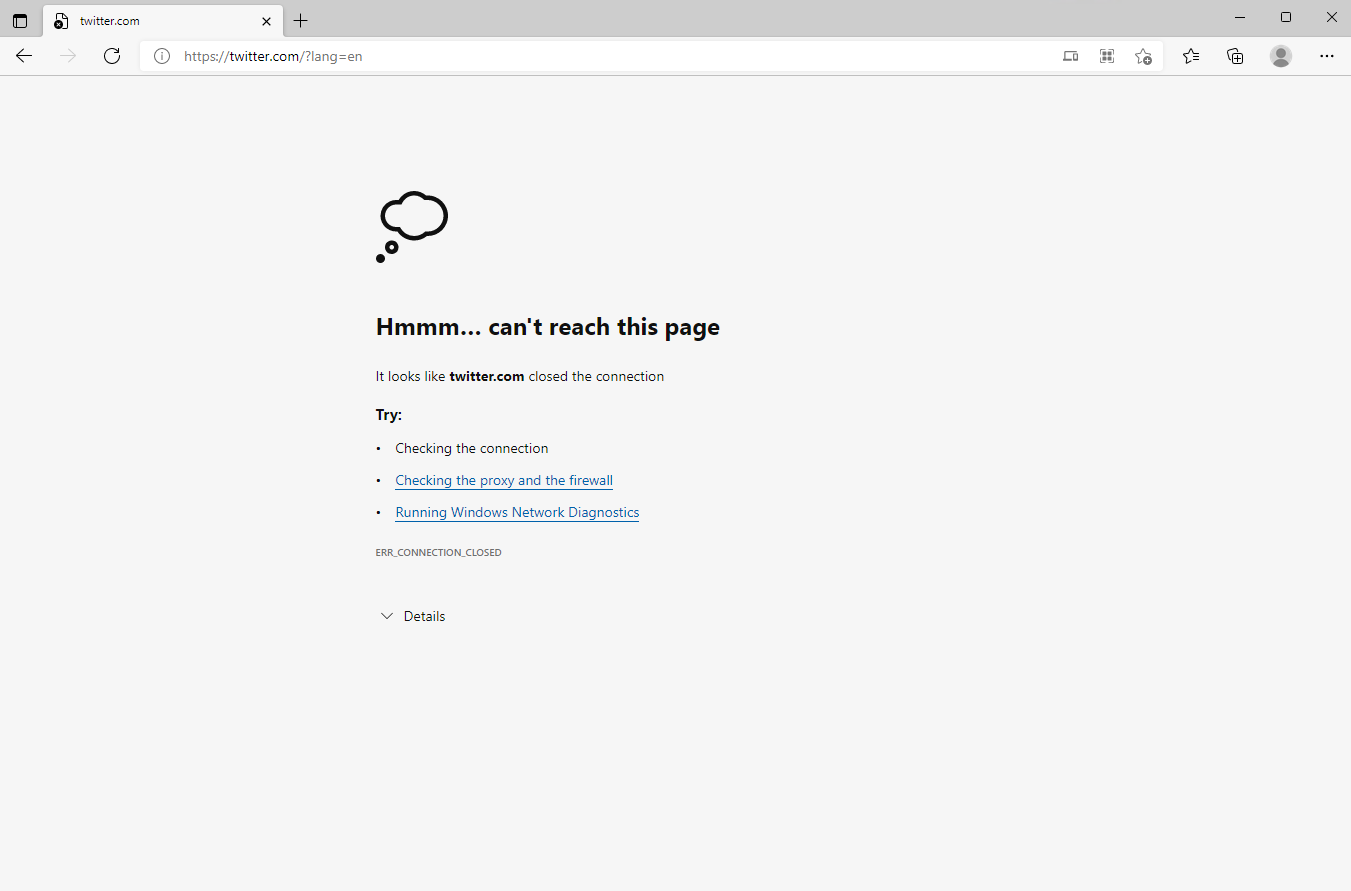 twitter.com
https://twitter.com/?lang=en
Hmmm... can't reach this page
It looks like twitter.com closed the connection
Try:
• Checking the connection
• Checking the proxy and the firewall
• Running Windows Network Diagnostics
ERR_CONNECTION_CLOSED
Details